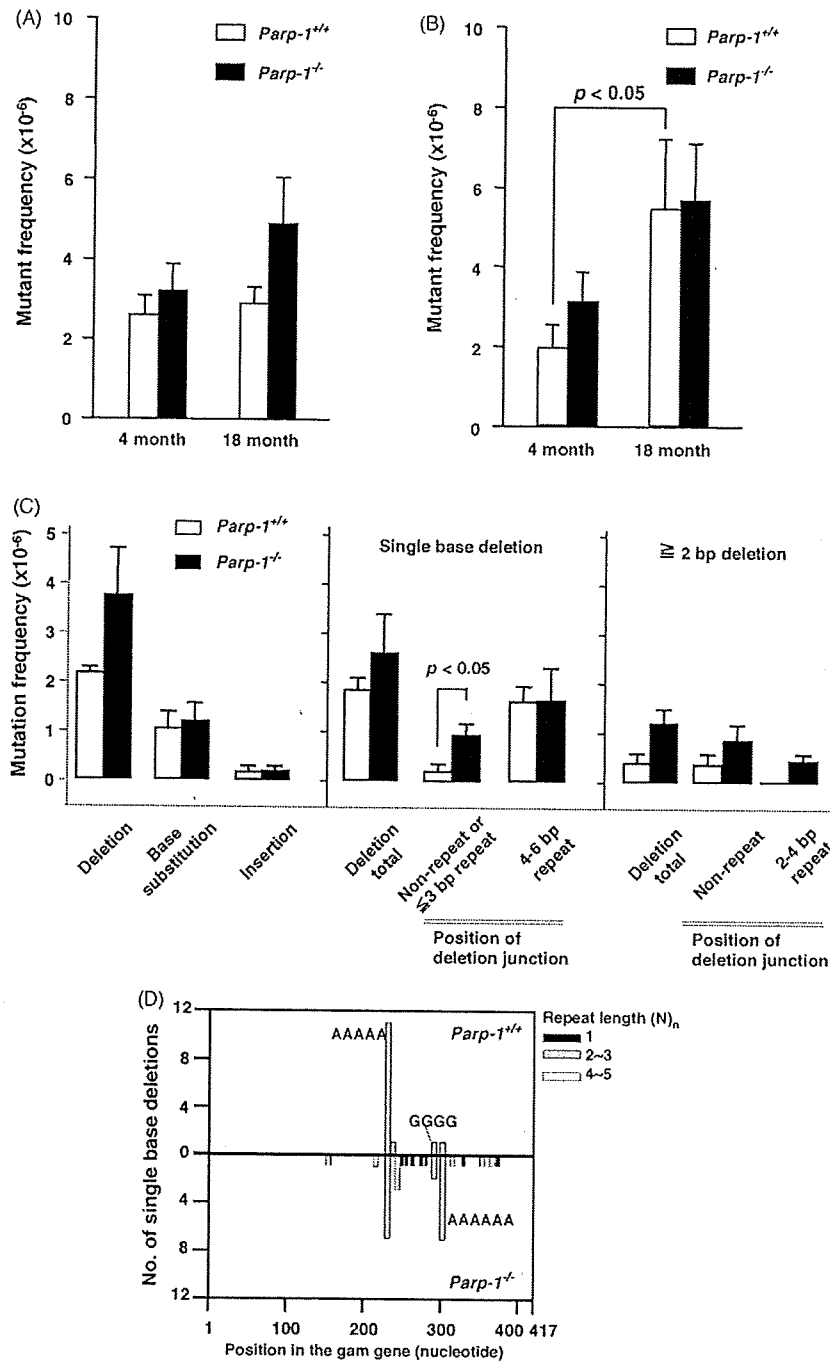 (A)
Mutant frequency (x10-6)
10
8
6
4
2
0
Parp-1+/+
Parp-1-/-
4 month
18 month
(B)
Mutant frequency (x10-6)
10
8
6
4
2
0
Parp-1+/+
Parp-1-/-
p < 0.05
4 month
18 month
(C)
Mutation frequency (x10-6)
5
4
3
2
1
0
Parp-1+/+
Parp-1-/-
Deletion
Base
substitution
Insertion
Single base deletion
p < 0.05
Deletion
total
Non-repeat or
≦3 bp repeat
4-6 bp
repeat
Position of
deletion junction
≧ 2 bp deletion
Deletion
total
Non-repeat
2-4 bp
repeat
Position of
deletion junction
(D)
No. of single base deletions
12
8
4
0
4
8
12
AAAAA
Parp-1+/+
GGGG
AAAAAA
Parp-1-/-
Repeat length (N)n
1
2~3
4~5
1
100
200
300
400 417
Position in the gam gene (nucleotide)